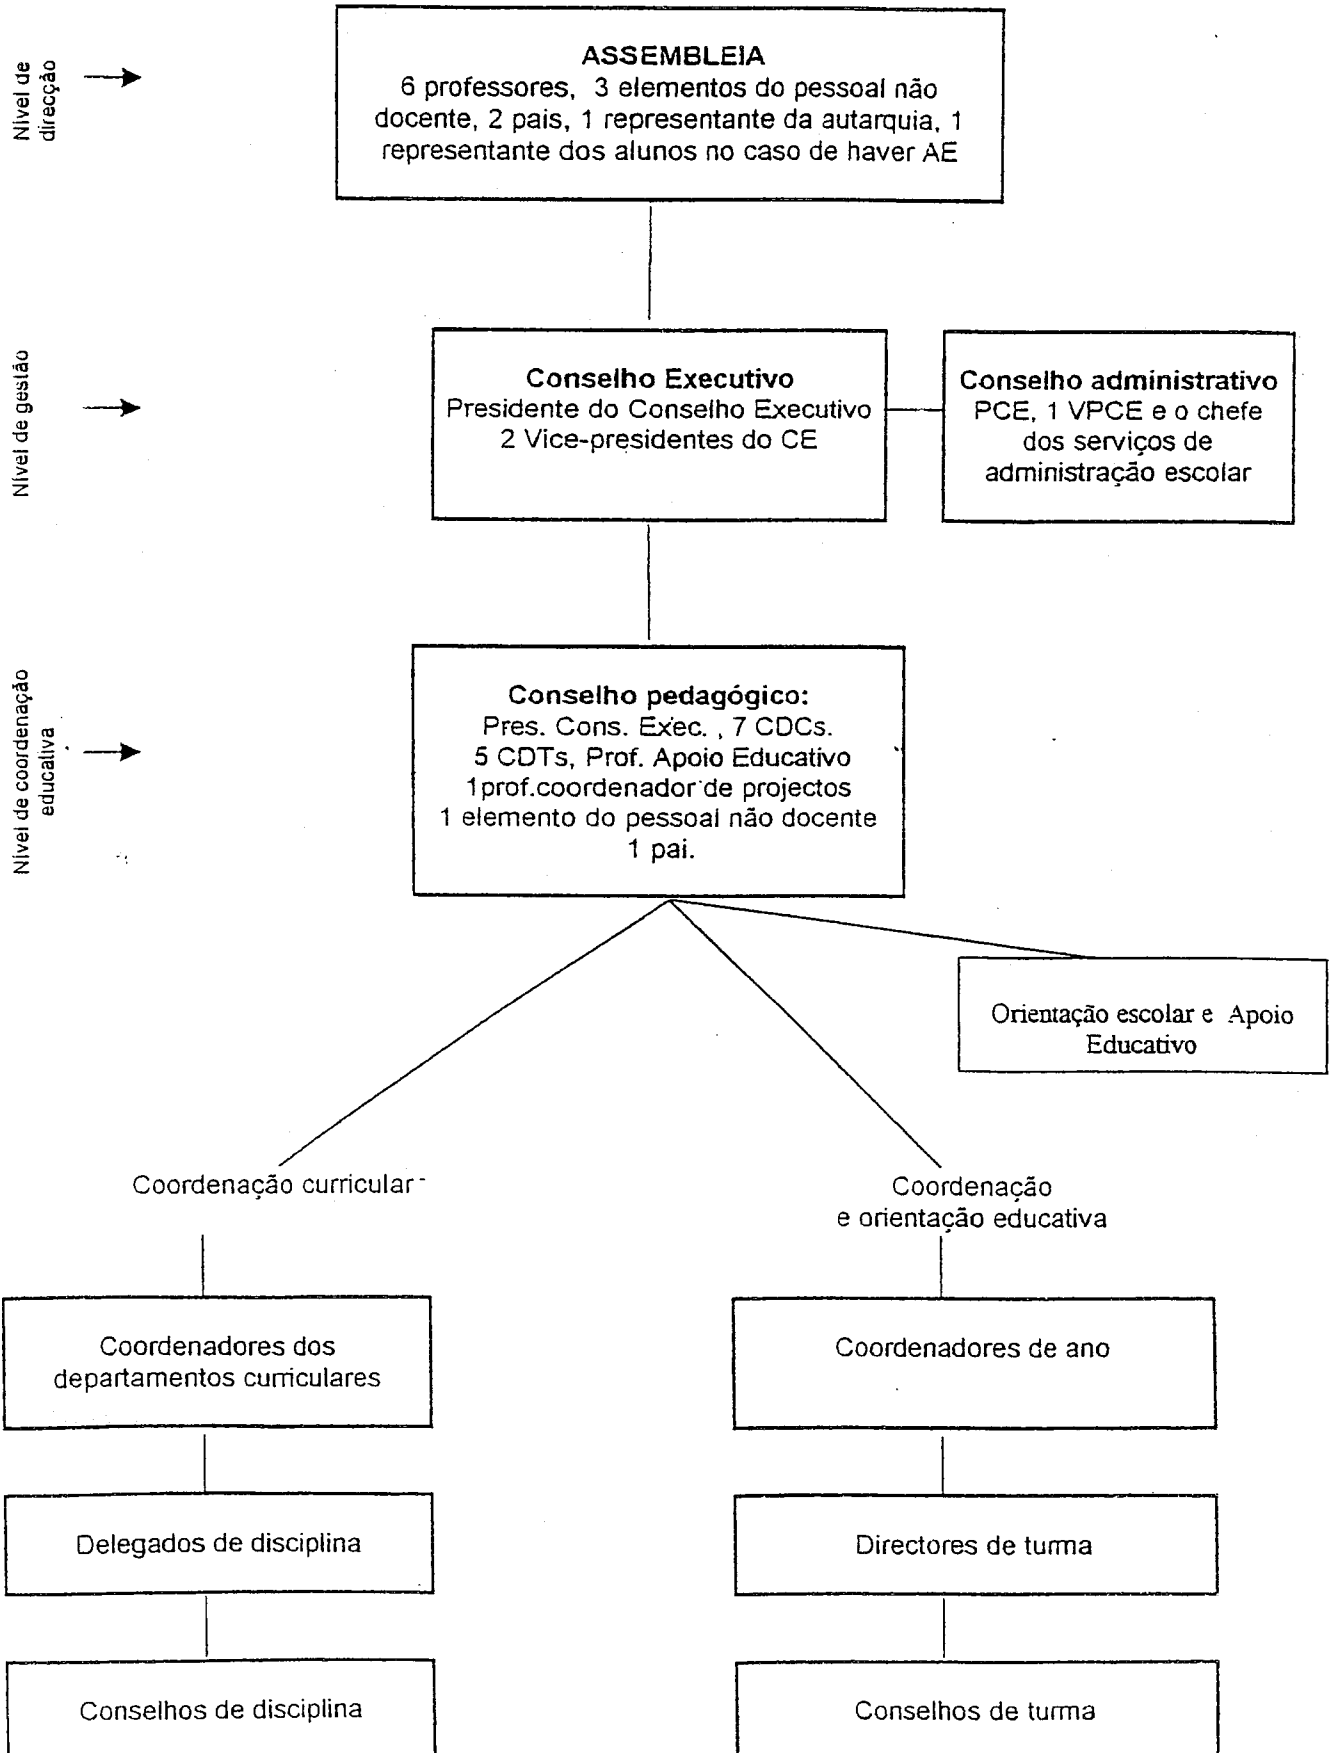 Nível de
direcção
ASSEMBLEIA
6 professores, 3 elementos do pessoal não
docente, 2 pais, 1 representante da autarquia, 1
representante dos alunos no caso de haver AE
Nível de gestão
Conselho Executivo
Presidente do Conselho Executivo
2 Vice-presidentes do CE
Conselho administrativo
PCE, 1 VPCE e o chefe
dos serviços de
administração escolar
Nível de coordenação
educativa
Conselho pedagógico:
Pres. Cons. Exec. , 7 CDCs.
5 CDTs, Prof. Apoio Educativo
1prof.coordenador de projectos
1 elemento do pessoal não docente
1 pai.
Orientação escolar e Apoio
Educativo
Coordenação curricular
Coordenação
e orientação educativa
Coordenadores dos
departamentos curriculares
Coordenadores de ano
Delegados de disciplina
Directores de turma
Conselhos de disciplina
Conselhos de turma